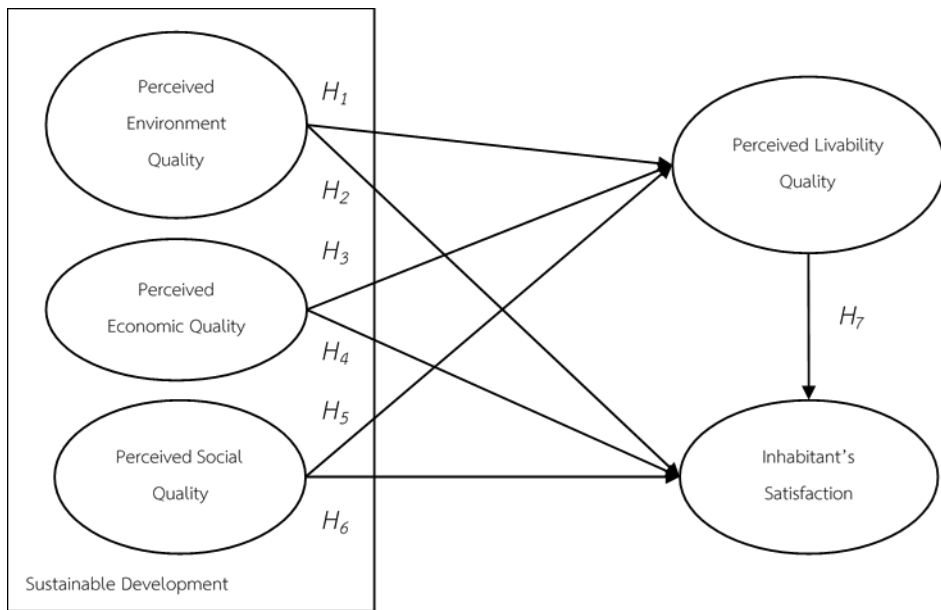 Perceived
Environment
Quality
H₁
H₂
Perceived Livability
Quality
H₃
Perceived
Economic Quality
H₄
H₇
H₅
Perceived Social
Quality
H₆
Inhabitant's
Satisfaction
Sustainable Development